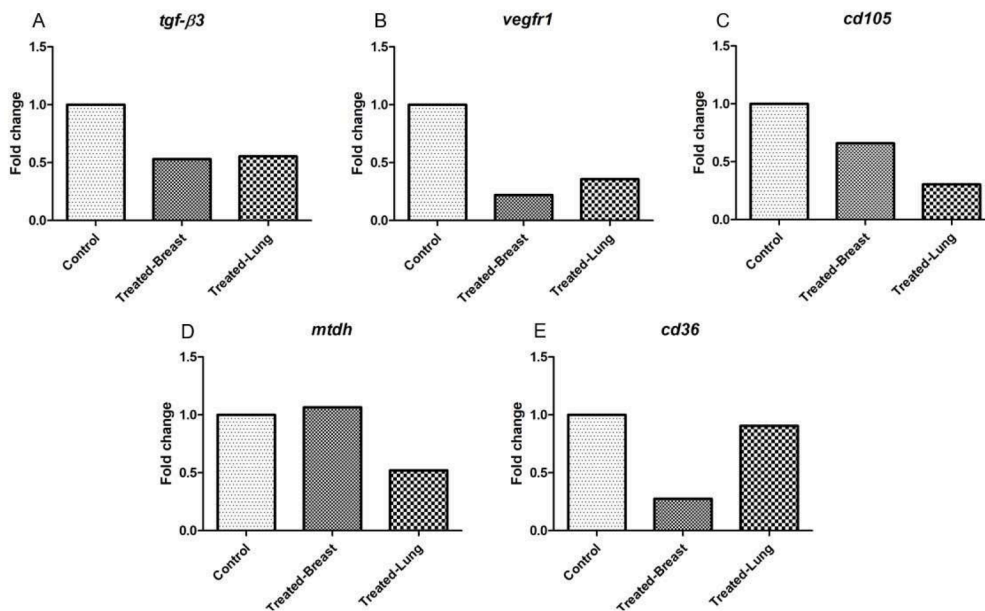 A
tgf-β3
Fold change
1.5
1.0
0.5
0.0
Control
Treated-Breast
Treated-Lung
B
vegfr1
Fold change
1.5
1.0
0.5
0.0
Control
Treated-Breast
Treated-Lung
C
cd105
Fold change
1.5
1.0
0.5
0.0
Control
Treated-Breast
Treated-Lung
D
mtdh
Fold change
1.5
1.0
0.5
0.0
Control
Treated-Breast
Treated-Lung
E
cd36
Fold change
1.5
1.0
0.5
0.0
Control
Treated-Breast
Treated-Lung